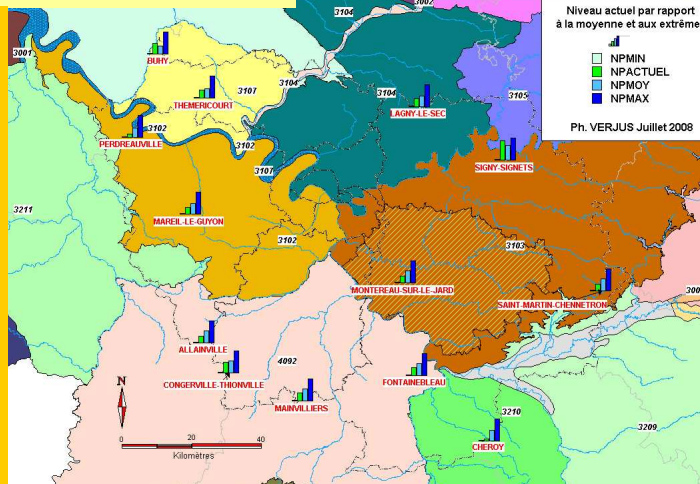 Niveau actuel par rapport
à la moyenne et aux extrême
NPMIN
NPACTUEL
NPMOY
NPMAX
Ph. VERJUS Juillet 2008
3002
3104
3001
BUHY
3104
3107
THEMERICOURT
3104
LAGNY-LE-SEC
3105
3102
PERDREAUVILLE
3102
3107
SIGNY-SIGNETS
3211
MAREIL-LE-GUYON
3102
3103
MONTEREAU-SUR-LE-JARD
300
SAINT-MARTIN-CHENNETRON
ALLAINVILLE
4092
CONGERVILLE-THIONVILLE
FONTAINEBLEAU
N
MAINVILLIERS
3210
3209
CHEROY
0 20 40
Kilomètres